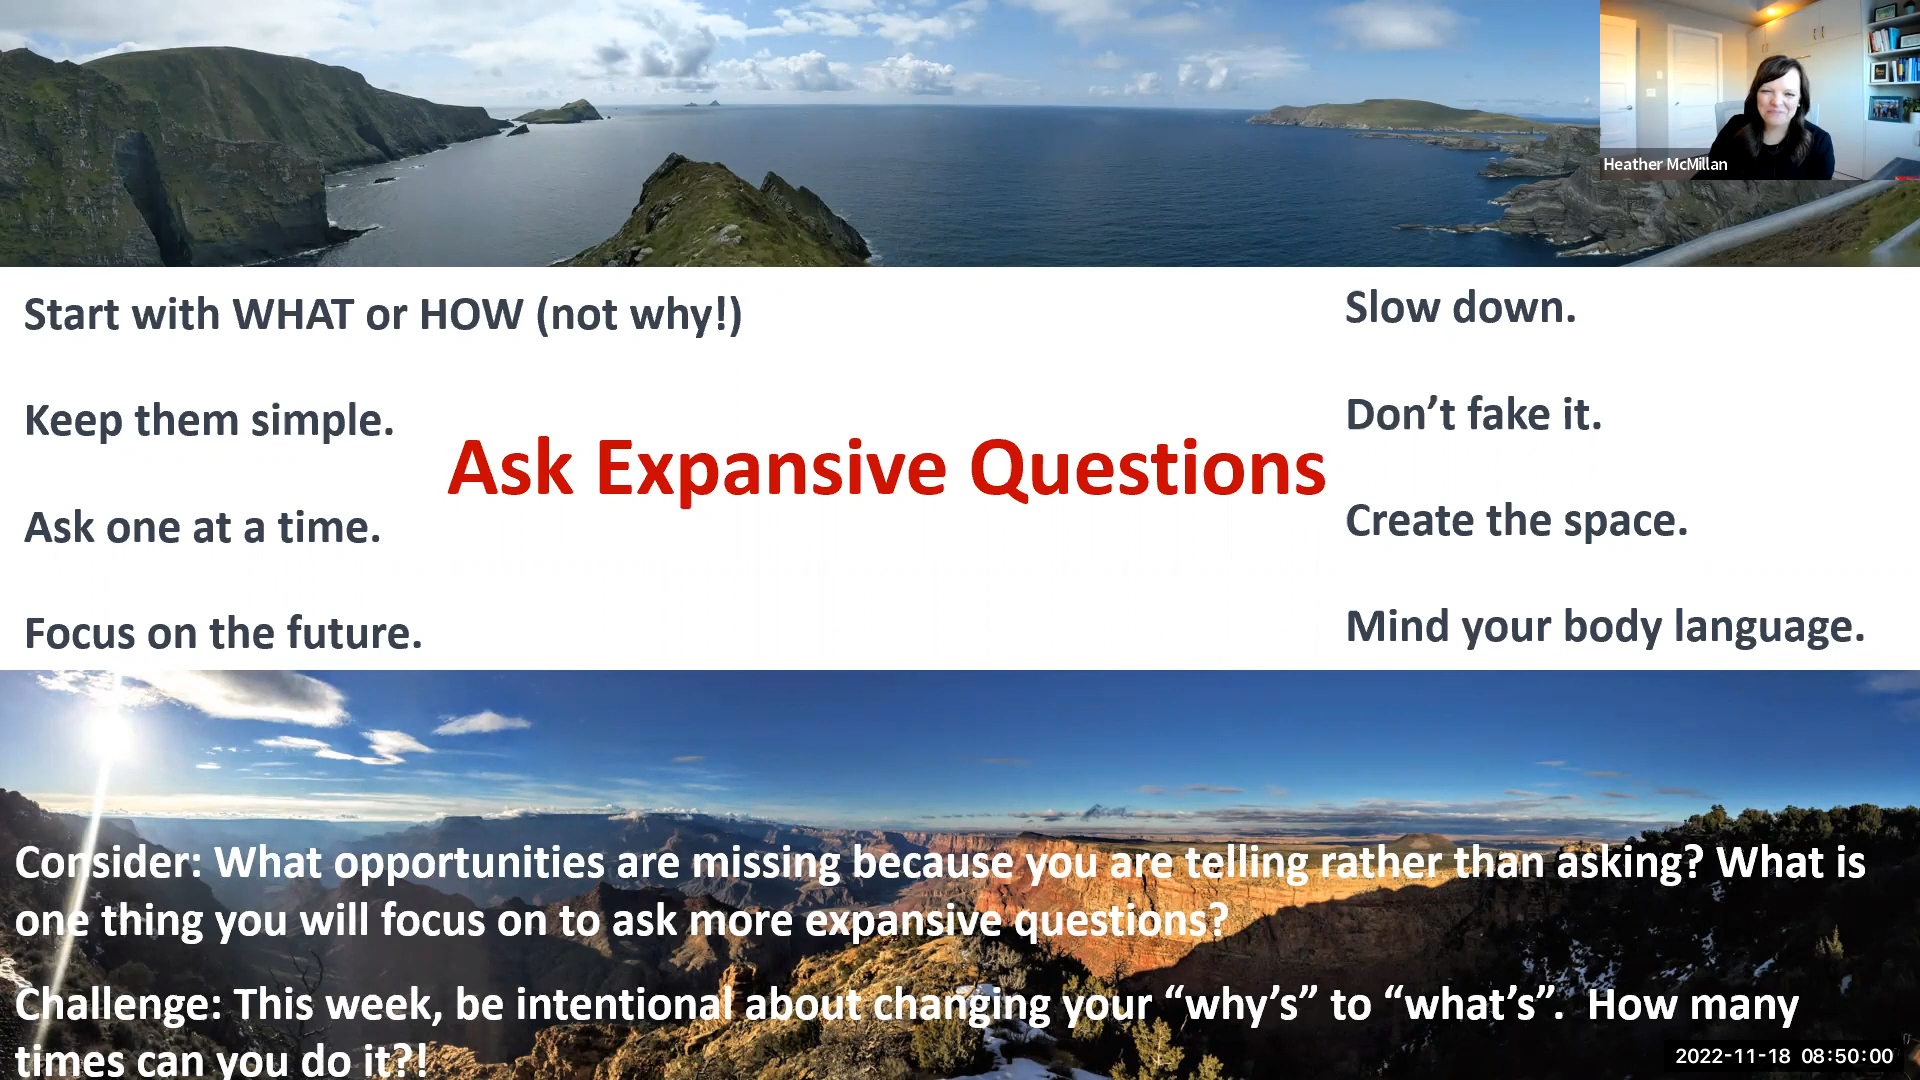 Heather McMillan
Start with WHAT or HOW (not why!)
Keep them simple.
Ask one at a time.
Focus on the future.
Ask Expansive Questions
Slow down.
Don’t fake it.
Create the space.
Mind your body language.
Consider: What opportunities are missing because you are telling rather than asking? What is
one thing you will focus on to ask more expansive questions?
Challenge: This week, be intentional about changing your “why’s” to “what’s”.  How many
times can you do it?!
2022-11-18 08:50:00